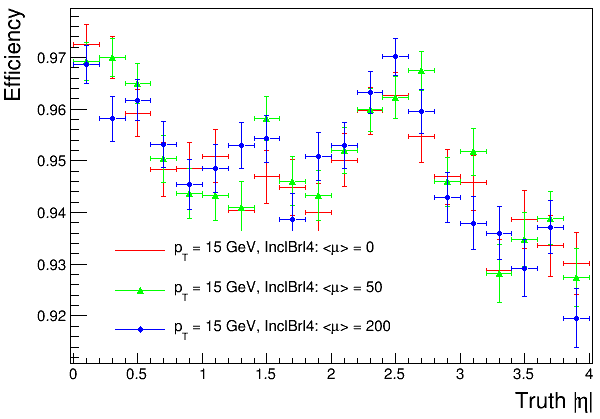 Efficiency
0.97
0.96
0.95
0.94
0.93
0.92
p_T = 15 GeV, InclBrl4: <μ> = 0
p_T = 15 GeV, InclBrl4: <μ> = 50
p_T = 15 GeV, InclBrl4: <μ> = 200
0 0.5 1 1.5 2 2.5 3 3.5 4
Truth |η|